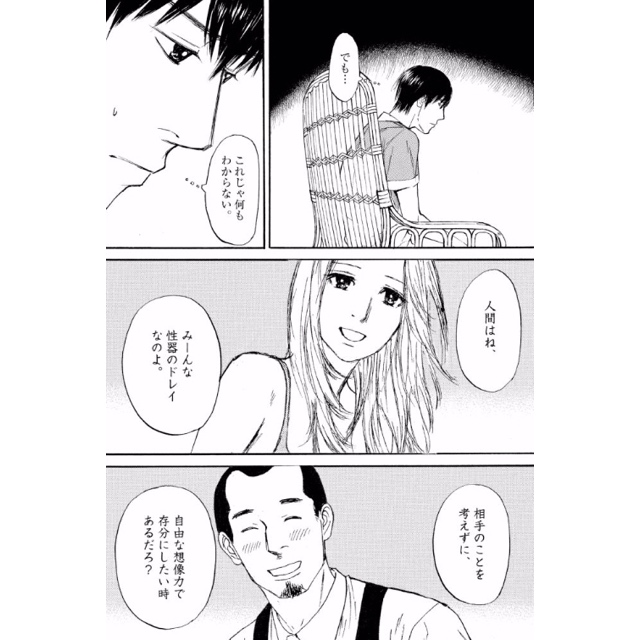 でも…
これじゃ何も
わからない。
人間はね、
みーんな
性器のドレイ
なのよ。
相手のことを
考えずに、
自由な想像力で
存分にしたい時
あるだろ？